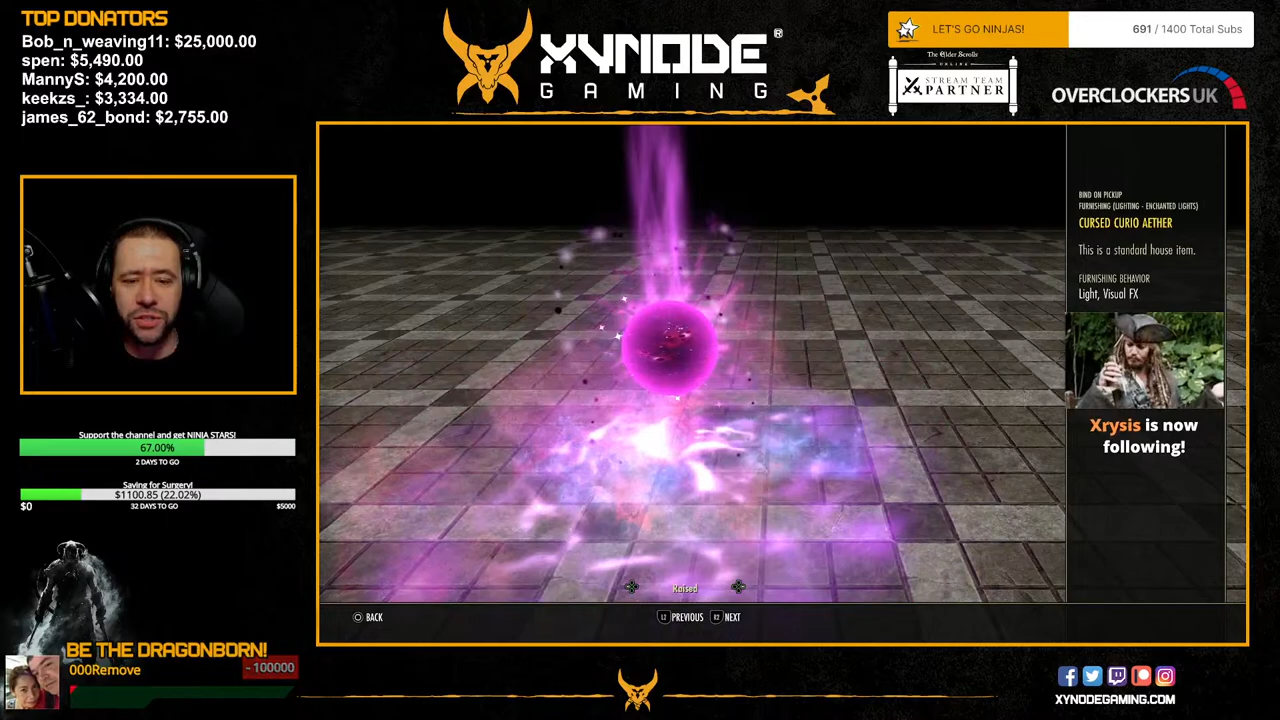 TOP DONATORS
Bob_n_weaving11: $25,000.00
spen: $5,490.00
MannyS: $4,200.00
keekzs_: $3,334.00
james_62_bond: $2,755.00
XYNODE®
GAMING
LET'S GO NINJAS!
691 / 1400 Total Subs
The Elder Scrolls
ONLINE
STREAM TEAM
PARTNER
OVERCLOCKERS UK
BIND ON PICKUP
FURNISHING (LIGHTING - ENCHANTED LIGHTS)
CURSED CURIO AETHER
This is a standard house item.
FURNISHING BEHAVIOR
Light, Visual FX
Xrysis is now
following!
Support the channel and get NINJA STARS!
67.00%
2 DAYS TO GO
Saving for Surgery!
$1100.85 (22.02%)
$0
32 DAYS TO GO
$5000
Raised
BACK
L2 PREVIOUS
R2 NEXT
BE THE DRAGONBORN!
000Remove
- 100000
XYNODEGAMING.COM